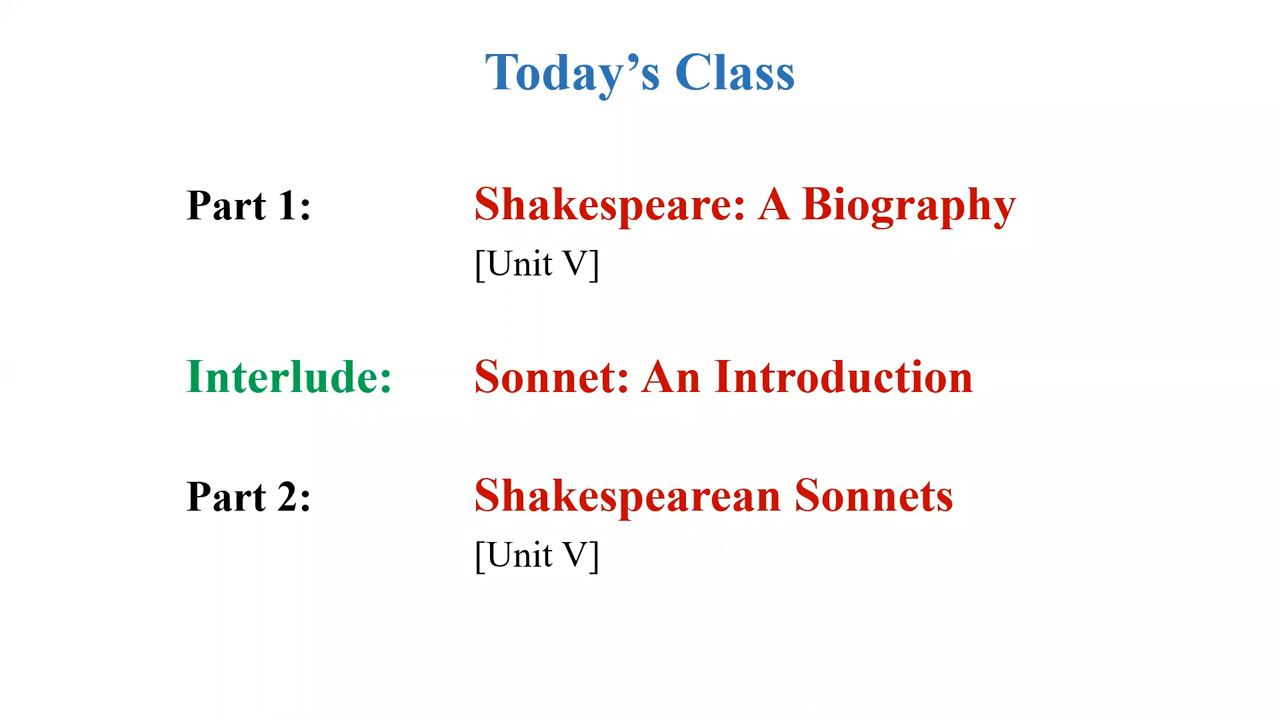 Today’s Class
Part 1: Shakespeare: A Biography
[Unit V]
Interlude: Sonnet: An Introduction
Part 2: Shakespearean Sonnets
[Unit V]